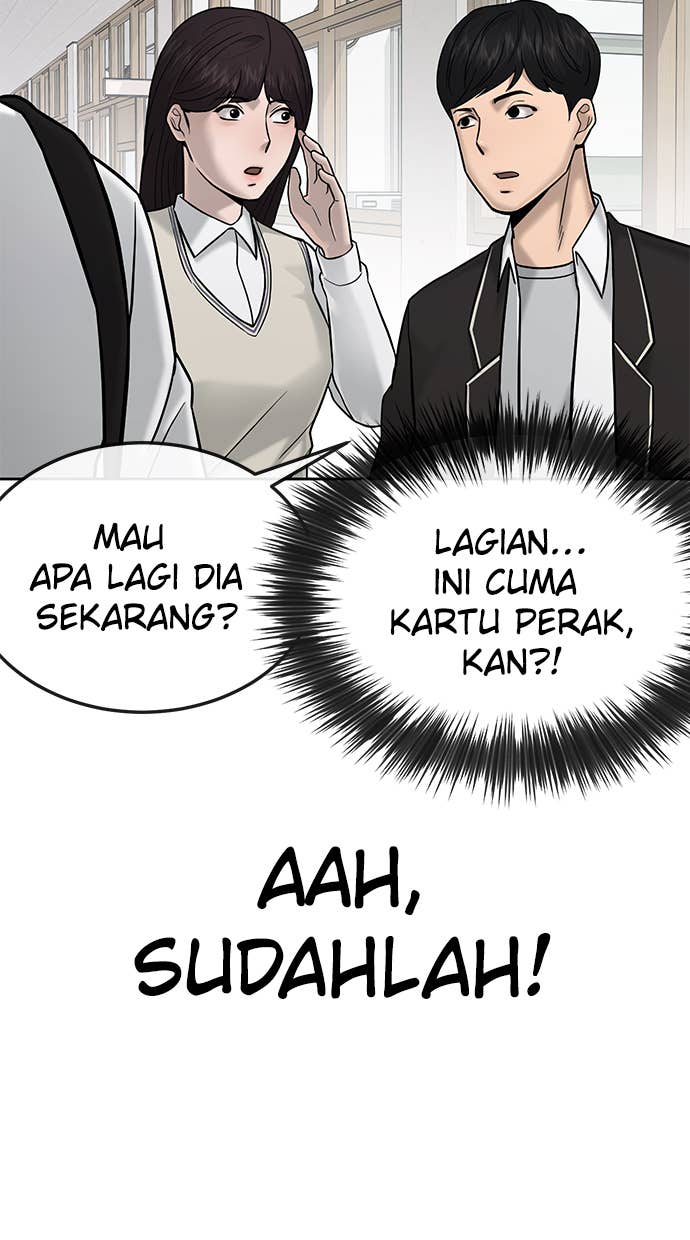 MAU
APA LAGI DIA
SEKARANG?
LAGIAN...
INI CUMA
KARTU PERAK,
KAN?!
AAH,
SUDAHLAH!